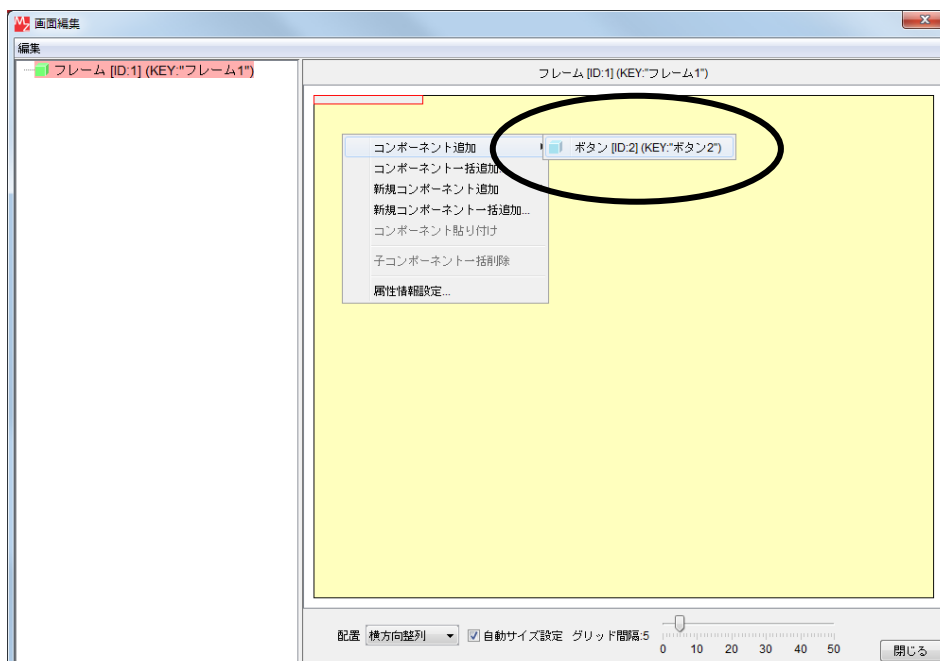 画面編集
編集
フレーム [ID:1] (KEY:"フレーム1")
フレーム [ID:1] (KEY:"フレーム1")
コンポーネント追加
ボタン [ID:2] (KEY:"ボタン2")
コンポーネント一括追加...
新規コンポーネント追加
新規コンポーネント一括追加...
コンポーネント貼り付け
子コンポーネント一括削除
属性情報設定...
配置 横方向整列 自動サイズ設定 グリッド間隔:5
0 10 20 30 40 50
閉じる